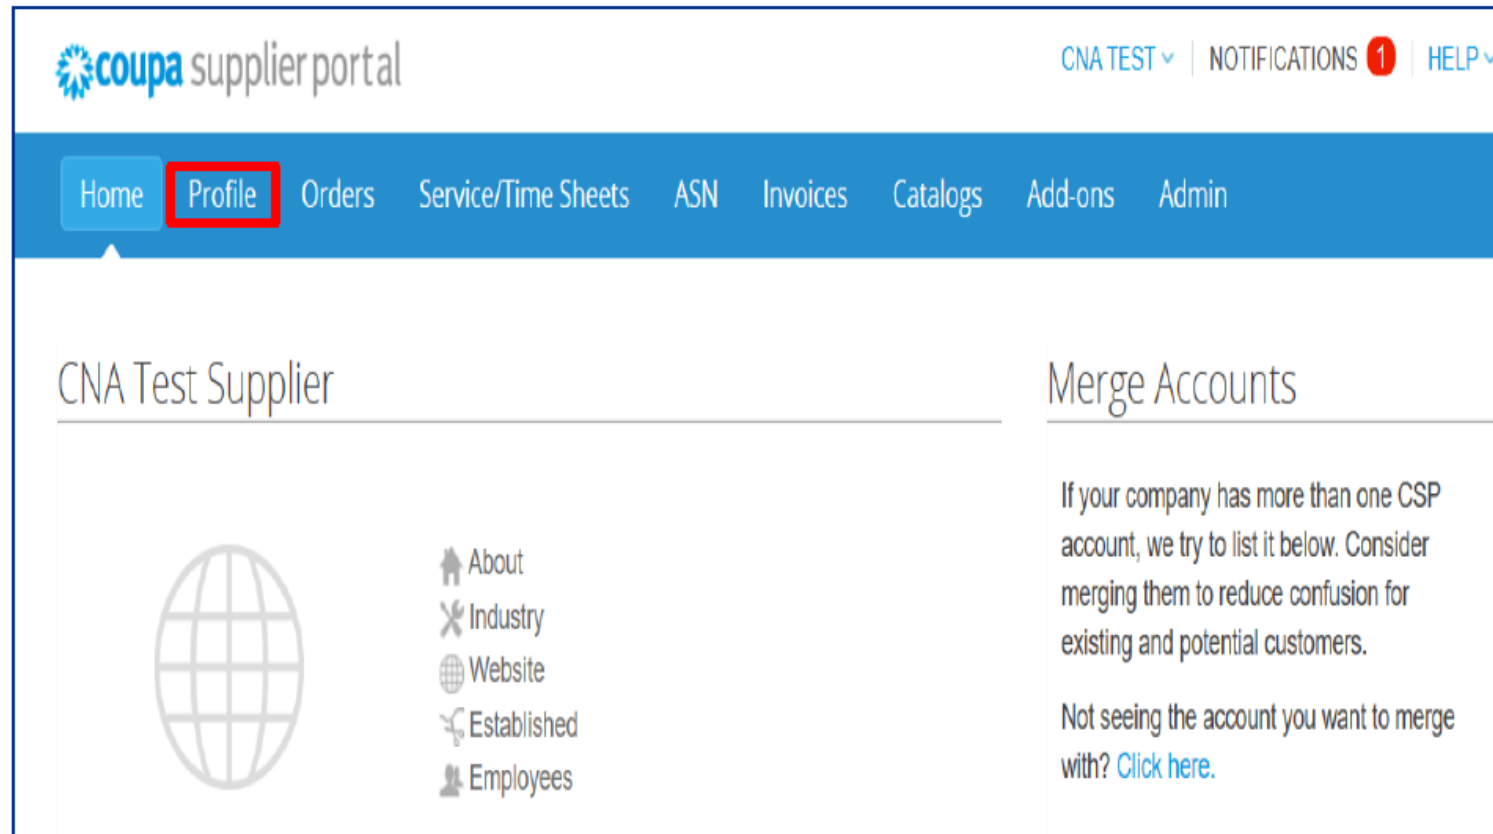 coupa supplier portal
CNA TEST NOTIFICATIONS 1 HELP
Home Profile Orders Service/Time Sheets ASN Invoices Catalogs Add-ons Admin
CNA Test Supplier
About
Industry
Website
Established
Employees
Merge Accounts
If your company has more than one CSP
account, we try to list it below. Consider
merging them to reduce confusion for
existing and potential customers.
Not seeing the account you want to merge
with? Click here.